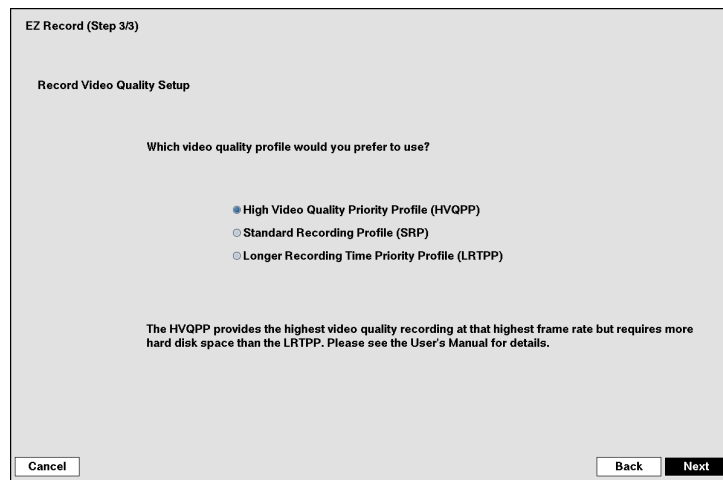 EZ Record (Step 3/3)
Record Video Quality Setup
Which video quality profile would you prefer to use?
High Video Quality Priority Profile (HVQPP)
Standard Recording Profile (SRP)
Longer Recording Time Priority Profile (LRTPP)
The HVQPP provides the highest video quality recording at that highest frame rate but requires more
hard disk space than the LRTPP. Please see the User's Manual for details.
Cancel
Back
Next